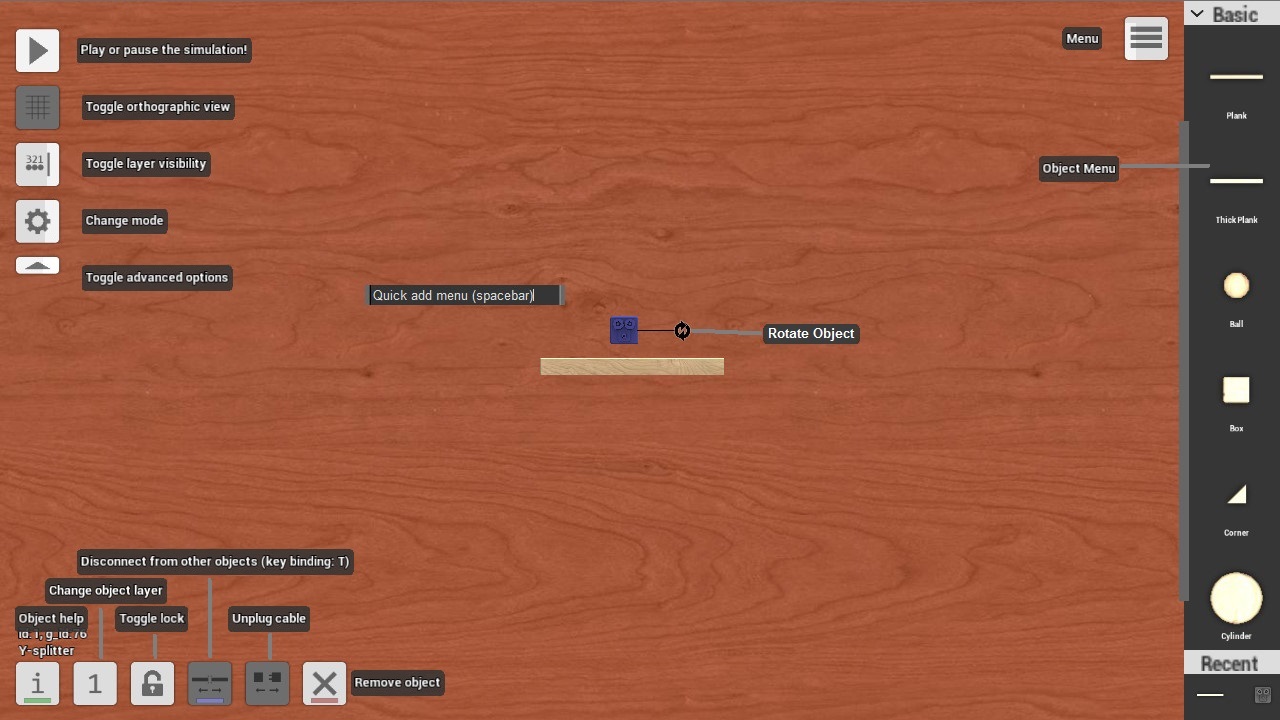 Basic
Menu
Play or pause the simulation!
Toggle orthographic view
Plank
321
Toggle layer visibility
Object Menu
Change mode
Thick Plank
Toggle advanced options
Quick add menu (spacebar)
Ball
Rotate Object
Box
Corner
Disconnect from other objects (key binding: T)
Change object layer
Object help
Toggle lock
Unplug cable
id: 1, g_id: 76
Y-splitter
Cylinder
Recent
i
1
Remove object